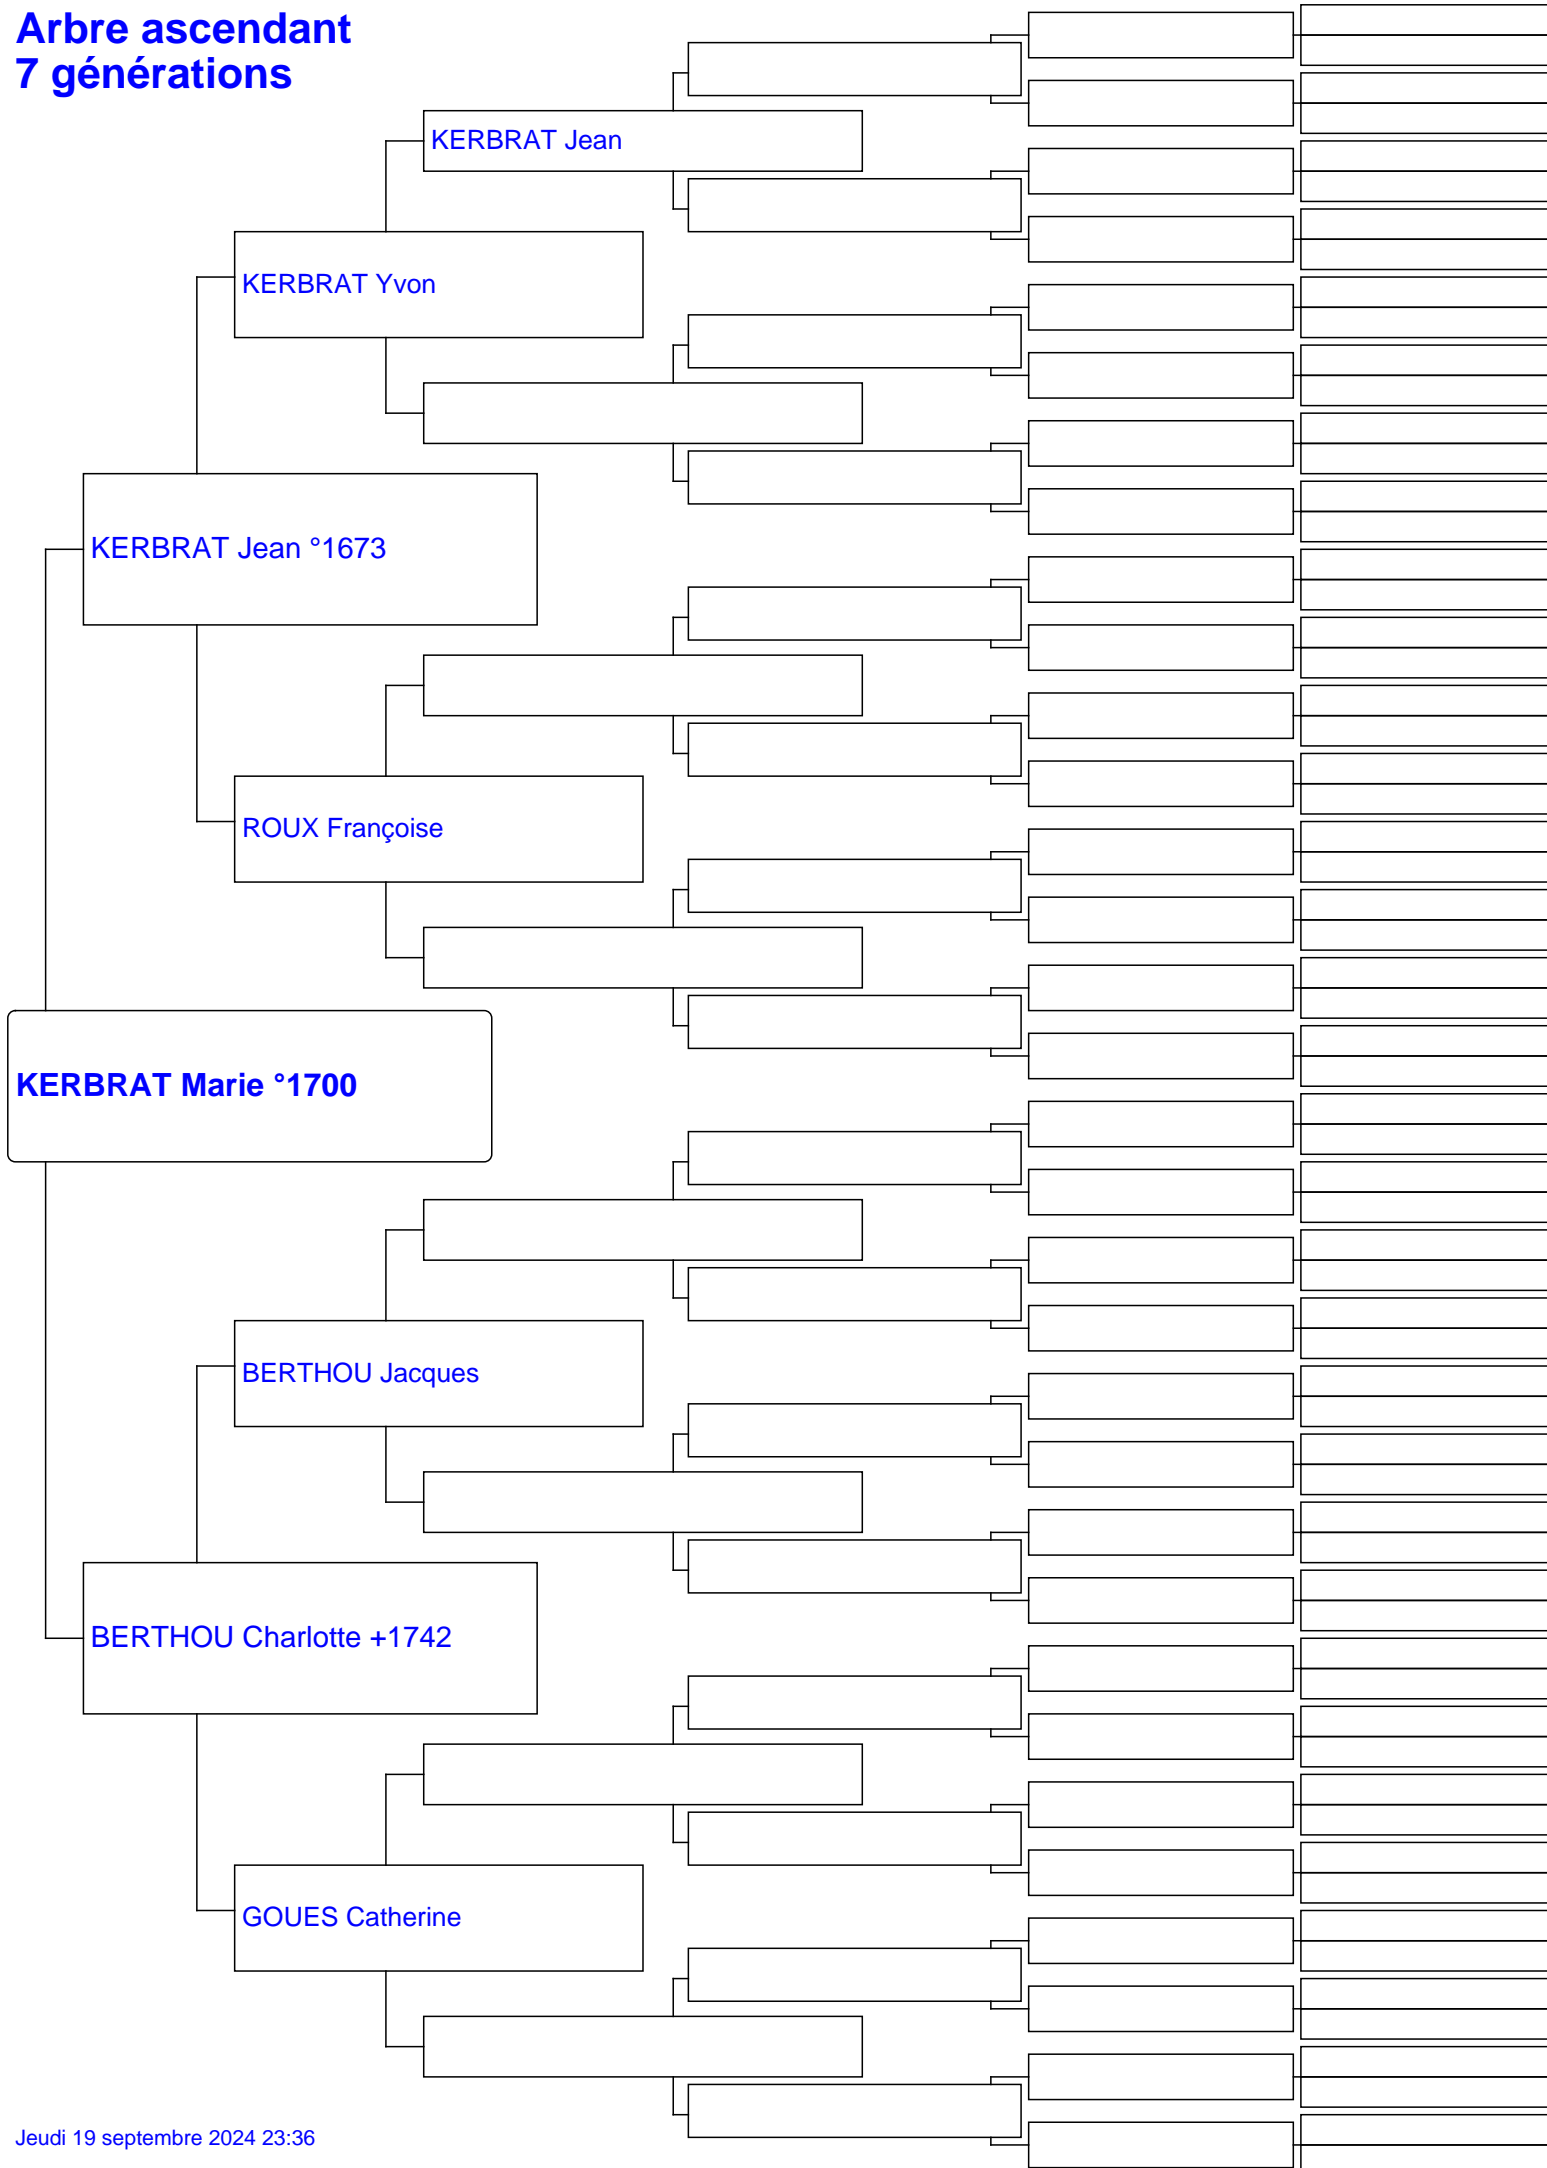 Arbre ascendant
7 générations
KERBRAT Jean
KERBRAT Yvon
KERBRAT Jean °1673
ROUX Françoise
KERBRAT Marie °1700
BERTHOU Jacques
BERTHOU Charlotte +1742
GOUES Catherine
Jeudi 19 septembre 2024 23:36